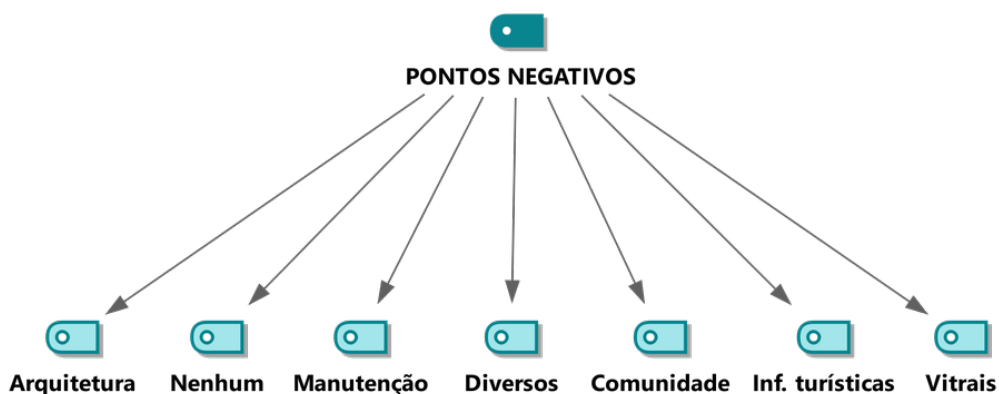 PONTOS NEGATIVOS
Arquitetura Nenhum Manutenção Diversos Comunidade Inf. turísticas Vitrais